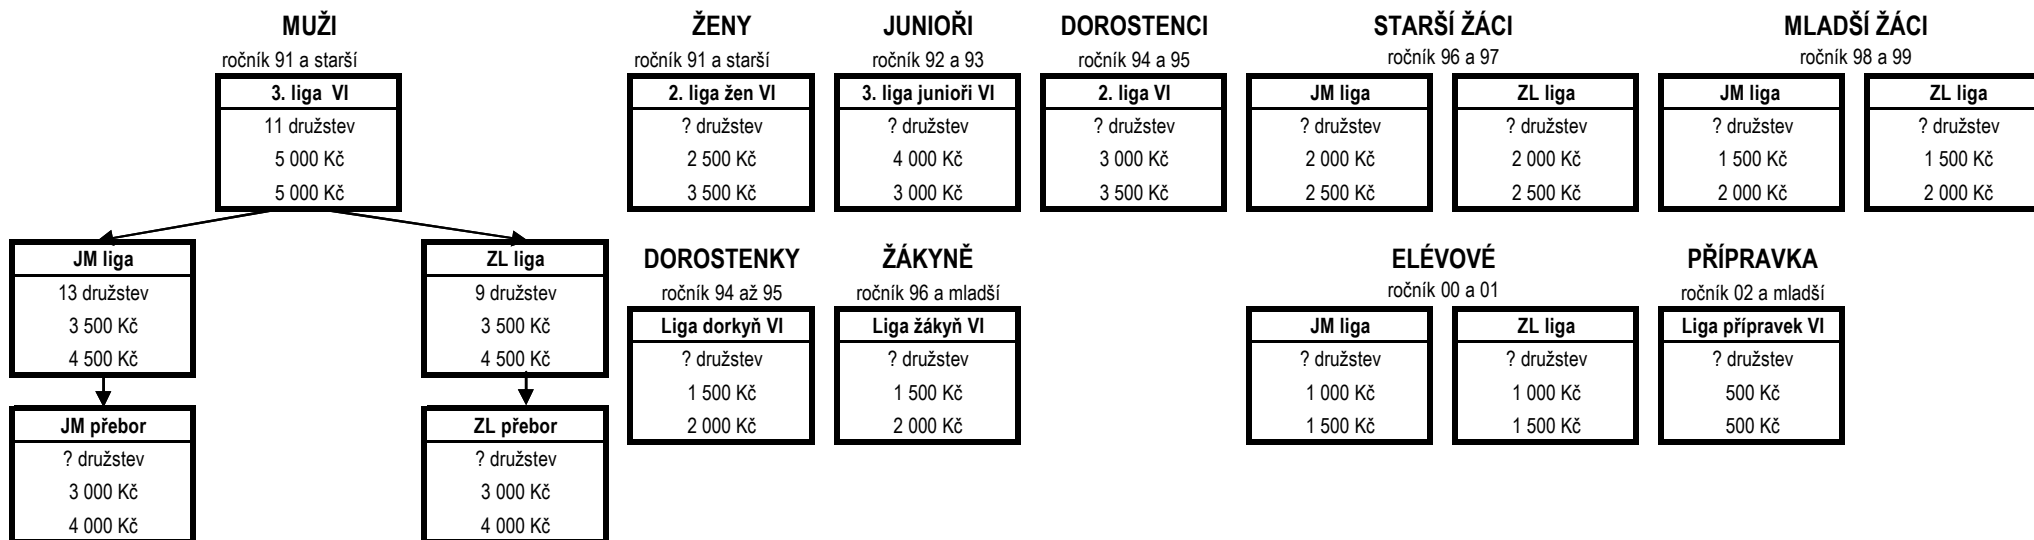 MUŽI
ročník 91 a starší
3. liga VI
11 družstev
5 000 Kč
5 000 Kč
JM liga
13 družstev
3 500 Kč
4 500 Kč
JM přebor
? družstev
3 000 Kč
4 000 Kč
ZL liga
9 družstev
3 500 Kč
4 500 Kč
ZL přebor
? družstev
3 000 Kč
4 000 Kč
ŽENY
ročník 91 a starší
2. liga žen VI
? družstev
2 500 Kč
3 500 Kč
JUNIOŘI
ročník 92 a 93
3. liga junioři VI
? družstev
4 000 Kč
3 000 Kč
DOROSTENCI
ročník 94 a 95
2. liga VI
? družstev
3 000 Kč
3 500 Kč
STARŠÍ ŽÁCI
ročník 96 a 97
JM liga
? družstev
2 000 Kč
2 500 Kč
ZL liga
? družstev
2 000 Kč
2 500 Kč
MLADŠÍ ŽÁCI
ročník 98 a 99
JM liga
? družstev
1 500 Kč
2 000 Kč
ZL liga
? družstev
1 500 Kč
2 000 Kč
DOROSTENKY
ročník 94 až 95
Liga dorkyň VI
? družstev
1 500 Kč
2 000 Kč
ŽÁKYNĚ
ročník 96 a mladší
Liga žákyň VI
? družstev
1 500 Kč
2 000 Kč
ELÉVOVÉ
ročník 00 a 01
JM liga
? družstev
1 000 Kč
1 500 Kč
ZL liga
? družstev
1 000 Kč
1 500 Kč
PŘÍPRAVKA
ročník 02 a mladší
Liga přípravek VI
? družstev
500 Kč
500 Kč